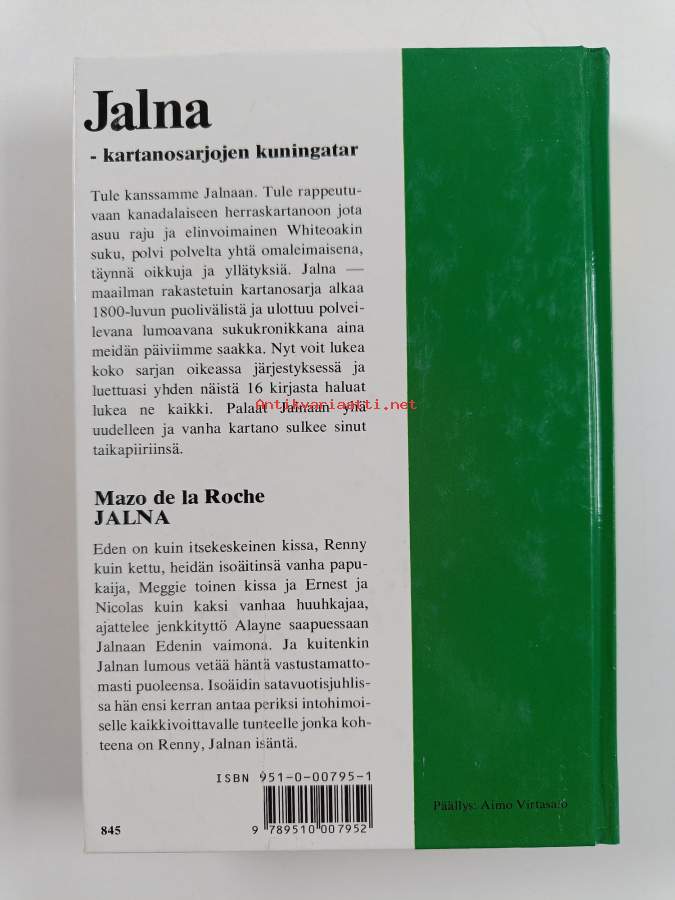 Jalna
- kartanosarjojen kuningatar
Tule kanssamme Jalnaan. Tule rappeutu-
vaan kanadalaiseen herraskartanoon jota
asuu raju ja elinvoimainen Whiteoakin
suku, polvi polvelta yhtä omaleimaisena,
täynnä oikkuja ja yllätyksiä. Jalna —
maailman rakastetuin kartanosarja alkaa
1800-luvun puolivälistä ja ulottuu polvei-
levana lumoavana sukukronikkana aina
meidän päiviimme saakka. Nyt voit lukea
koko sarjan oikeassa järjestyksessä ja
luettuasi yhden näistä 16 kirjasta haluat
lukea ne kaikki. Palaat Jalnaan yhä
Antikvariaatti.net
uudelleen ja vanha kartano sulkee sinut
taikapiiriinsä.
Mazo de la Roche
JALNA
Eden on kuin itsekeskeinen kissa, Renny
kuin kettu, heidän isoäitinsä vanha papu-
kaija, Meggie toinen kissa ja Ernest ja
Nicolas kuin kaksi vanhaa huuhkajaa,
ajattelee jenkkityttö Alayne saapuessaan
Jalnaan Edenin vaimona. Ja kuitenkin
Jalnan lumous vetää häntä vastustamatto-
masti puoleensa. Isoäidin satavuotisjuhlis-
sa hän ensi kerran antaa periksi intohimoi-
selle kaikkivoittavalle tunteelle jonka koh-
teena on Renny, Jalnan isäntä.
ISBN 951-0-00795-1
9 789510 007952
845
Päällys: Aimo Virtasalo